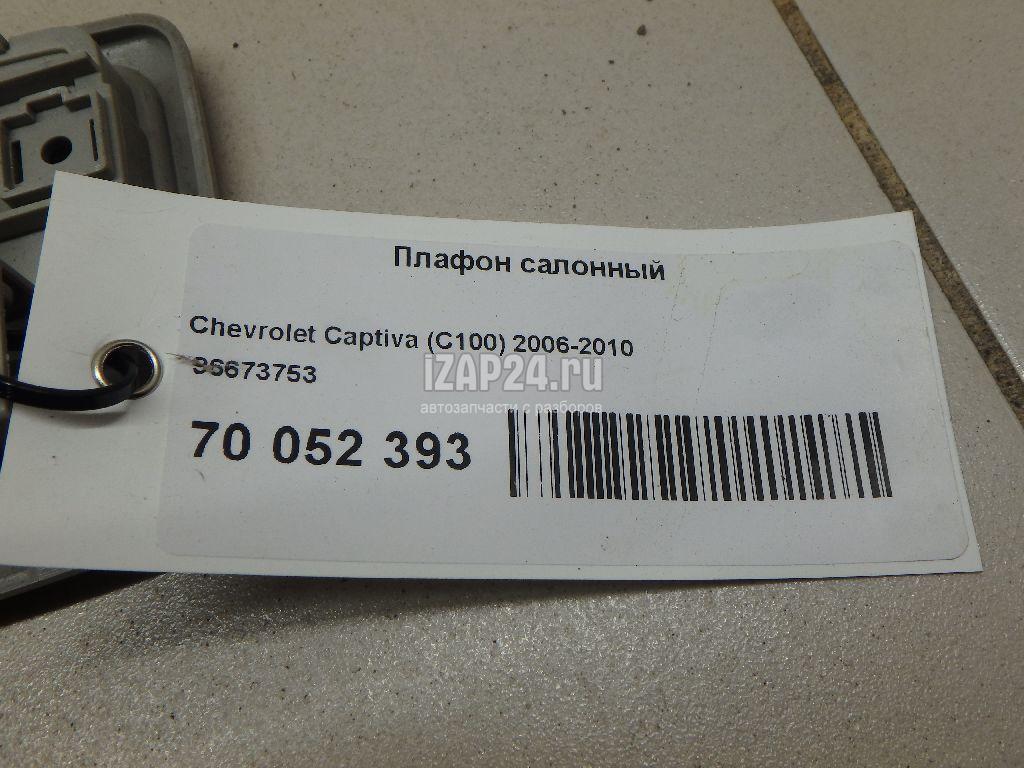 Плафон салонный
Chevrolet Captiva (C100) 2006-2010
96673753
iZAP24.ru
автозапчасти с разборов
70 052 393